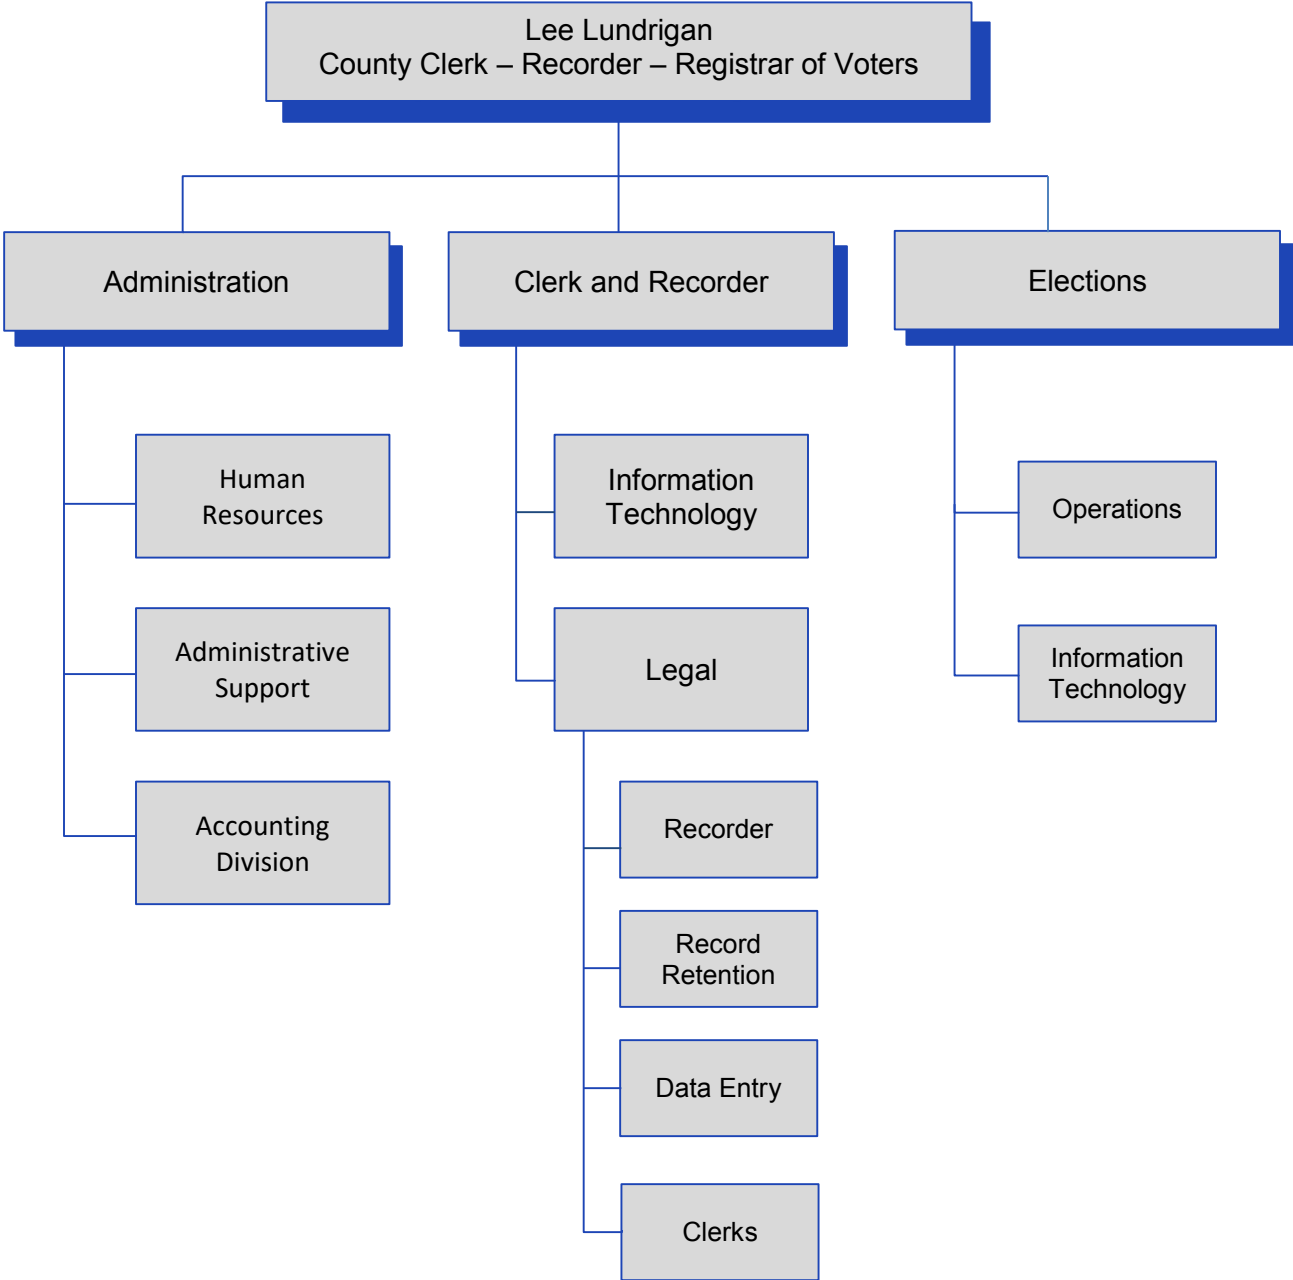 Lee Lundrigan
County Clerk – Recorder – Registrar of Voters
Administration
Clerk and Recorder
Elections
Human
Resources
Information
Technology
Operations
Administrative
Support
Legal
Information
Technology
Accounting
Division
Recorder
Record
Retention
Data Entry
Clerks